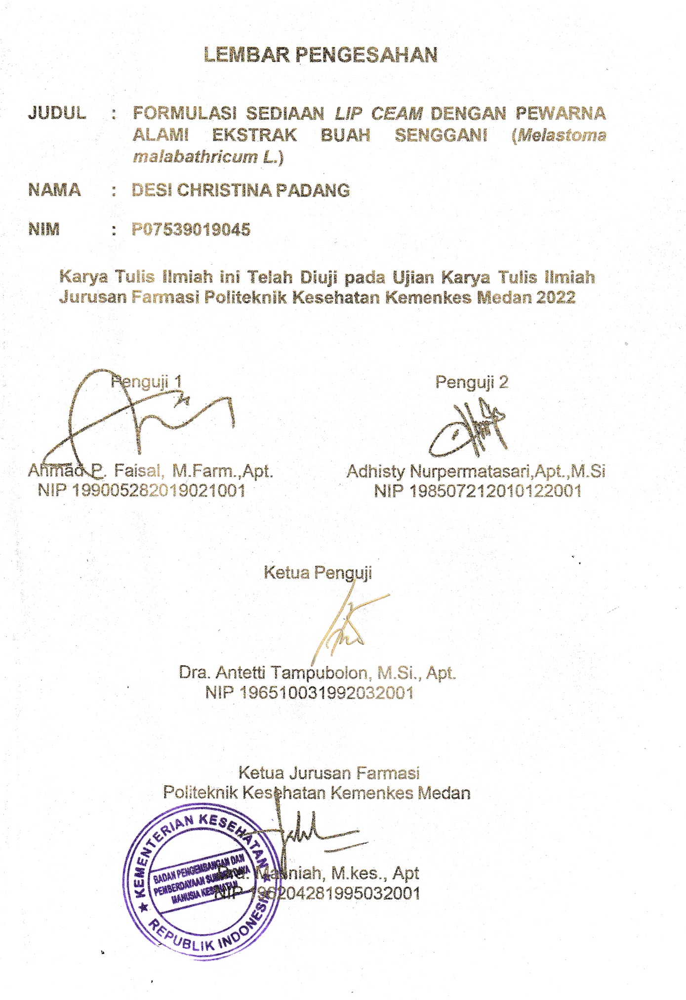 LEMBAR PENGESAHAN
JUDUL : FORMULASI SEDIAAN LIP CEAM DENGAN PEWARNA
ALAMI EKSTRAK BUAH SENGGANI (Melastoma
malabathricum L.)
NAMA : DESI CHRISTINA PADANG
NIM : P07539019045
Karya Tulis Ilmiah ini Telah Diuji pada Ujian Karya Tulis Ilmiah
Jurusan Farmasi Politeknik Kesehatan Kemenkes Medan 2022
Penguji 1
Ahmad P. Faisal, M.Farm.,Apt.
NIP 199005282019021001
Penguji 2
Adhisty Nurpermatasari,Apt.,M.Si
NIP 198507212010122001
Ketua Penguji
Dra. Antetti Tampubolon, M.Si., Apt.
NIP 196510031992032001
Ketua Jurusan Farmasi
Politeknik Kesehatan Kemenkes Medan
Dra. Masniah, M.kes., Apt
NIP 196204281995032001
KEMENTERIAN KESEHATAN
BADAN PENGEMBANGAN DAN
PEMBERDAYAAN SUMBER DAYA
MANUSIA KESEHATAN
REPUBLIK INDONESIA